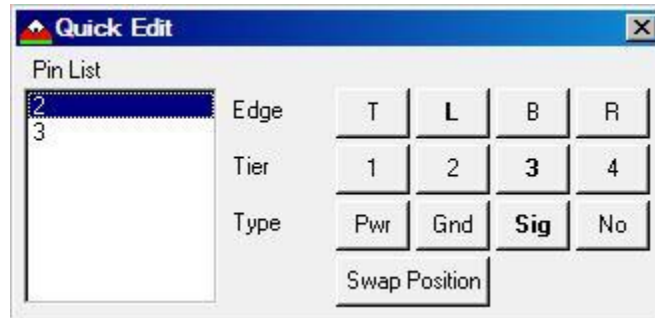 Quick Edit
Pin List
2
3
Edge T L B R
Tier 1 2 3 4
Type Pwr Gnd Sig No
Swap Position